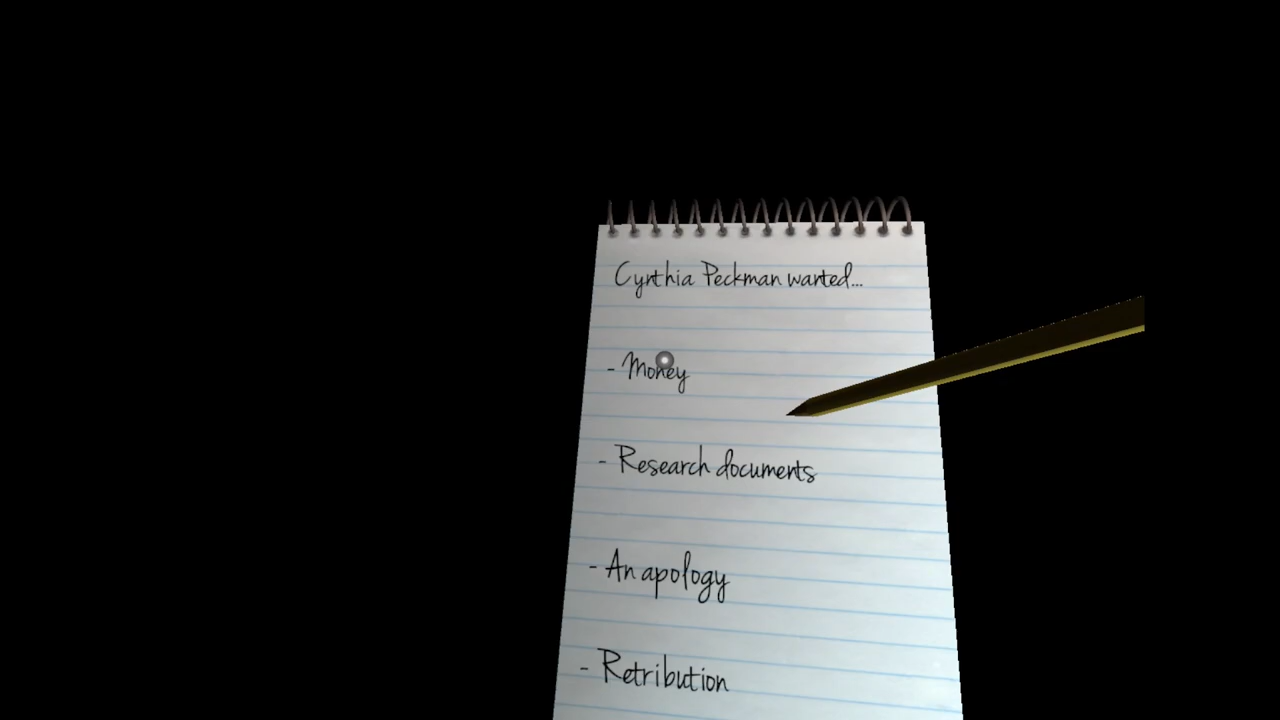 Cynthia Peckman wanted...
- Money
- Research documents
- An apology
- Retribution